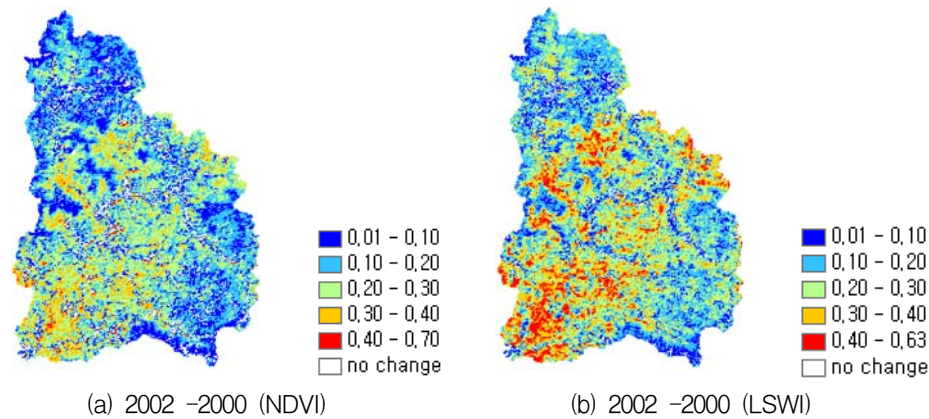 0.01 - 0.10
0.10 - 0.20
0.20 - 0.30
0.30 - 0.40
0.40 - 0.70
no change
(a) 2002 -2000 (NDVI)
0.01 - 0.10
0.10 - 0.20
0.20 - 0.30
0.30 - 0.40
0.40 - 0.63
no change
(b) 2002 -2000 (LSWI)